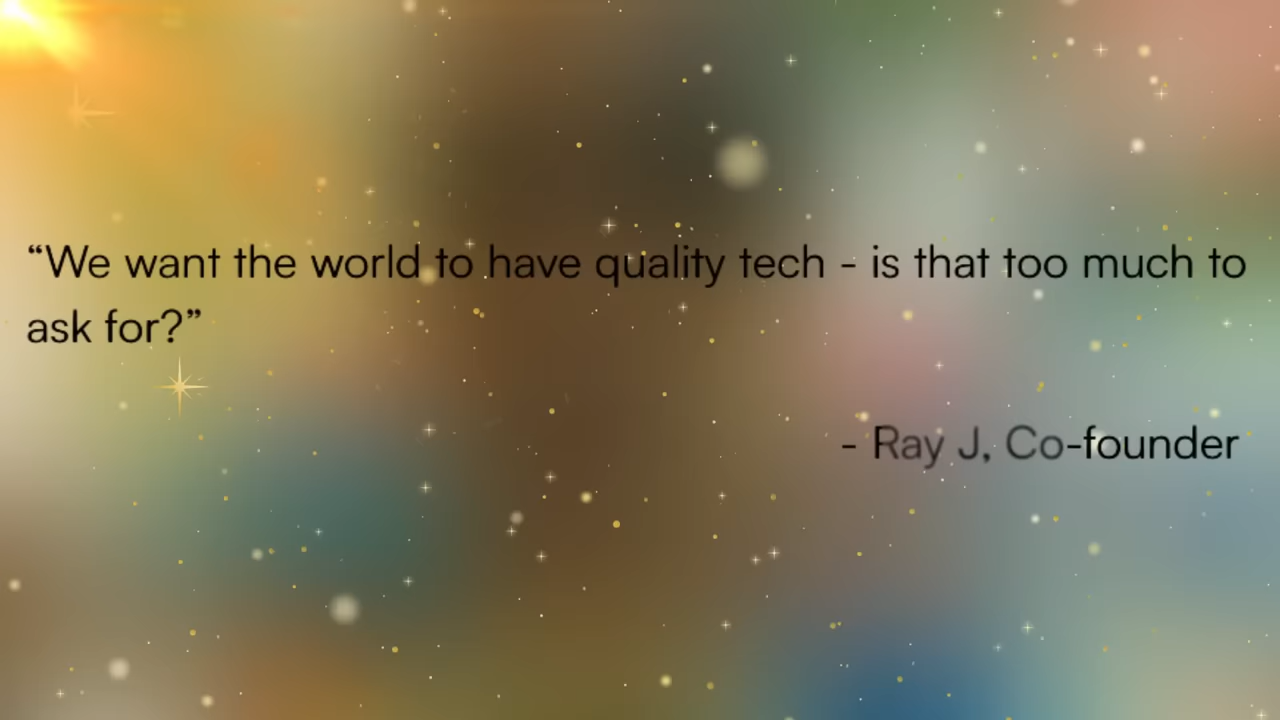 “We want the world to have quality tech - is that too much to
ask for?”
- Ray J, Co-founder